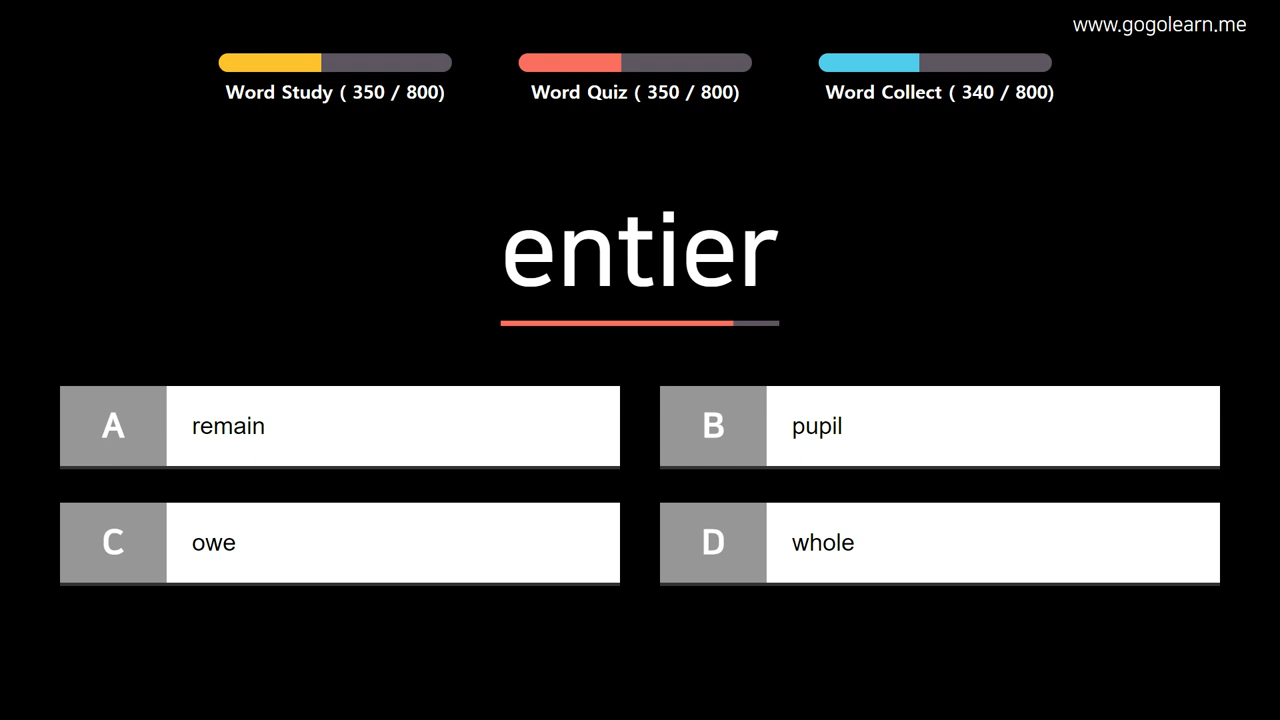 www.gogolearn.me
Word Study ( 350 / 800)
Word Quiz ( 350 / 800)
Word Collect ( 340 / 800)
entier
A remain
B pupil
C owe
D whole